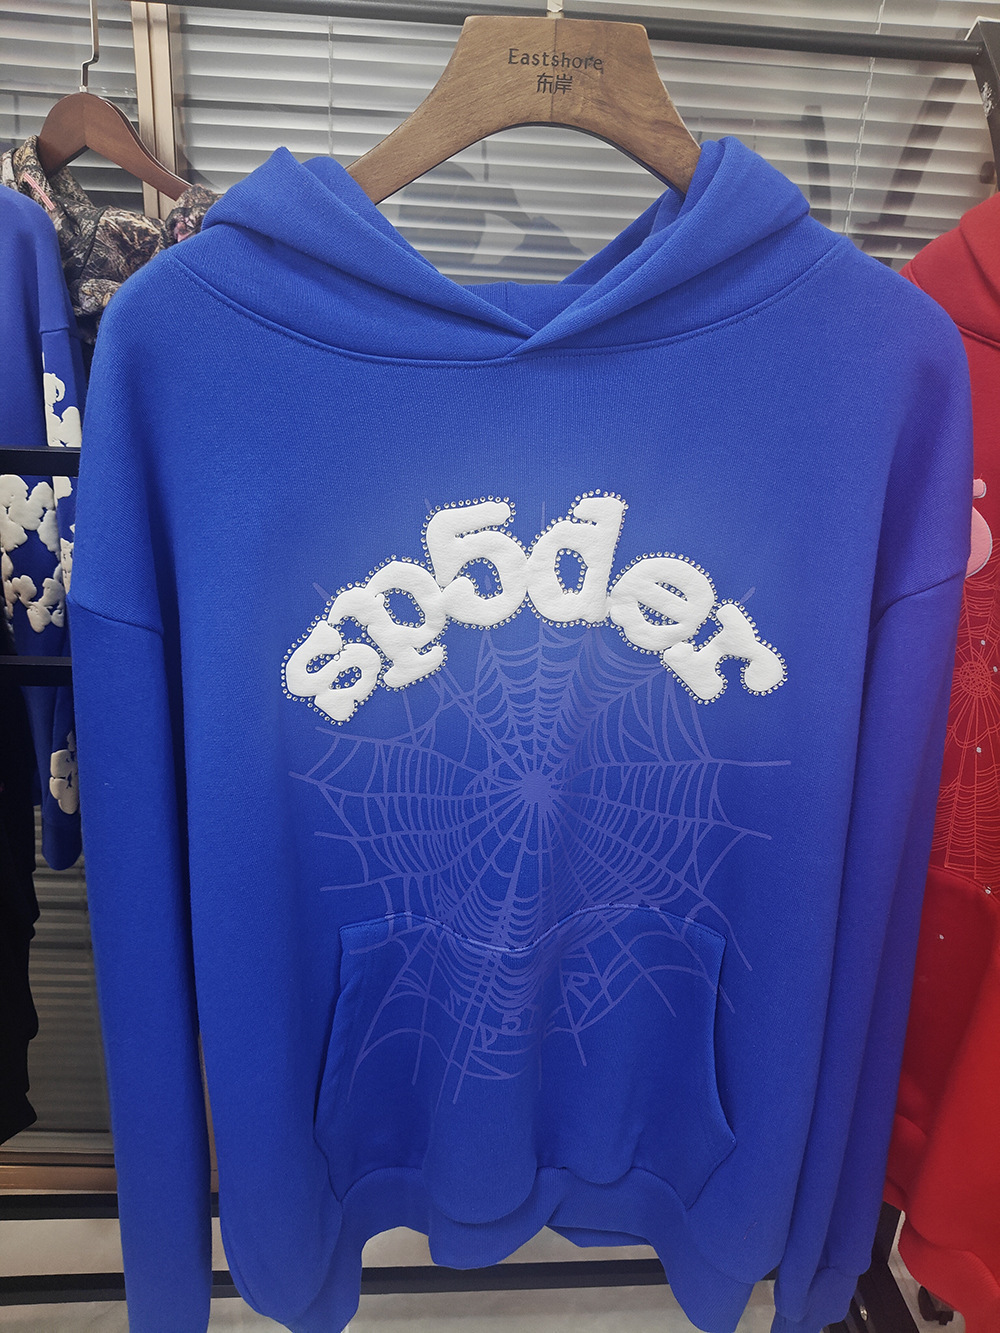 Eastshore
东岸
sp5der